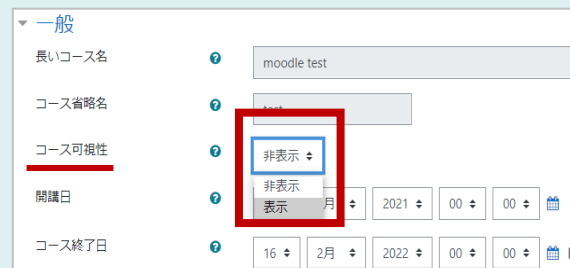 一般
長いコース名 moodle test
コース省略名 test
コース可視性 非表示
非表示
表示
開講日 月 2021 00 00
コース終了日 16 2月 2022 00 00